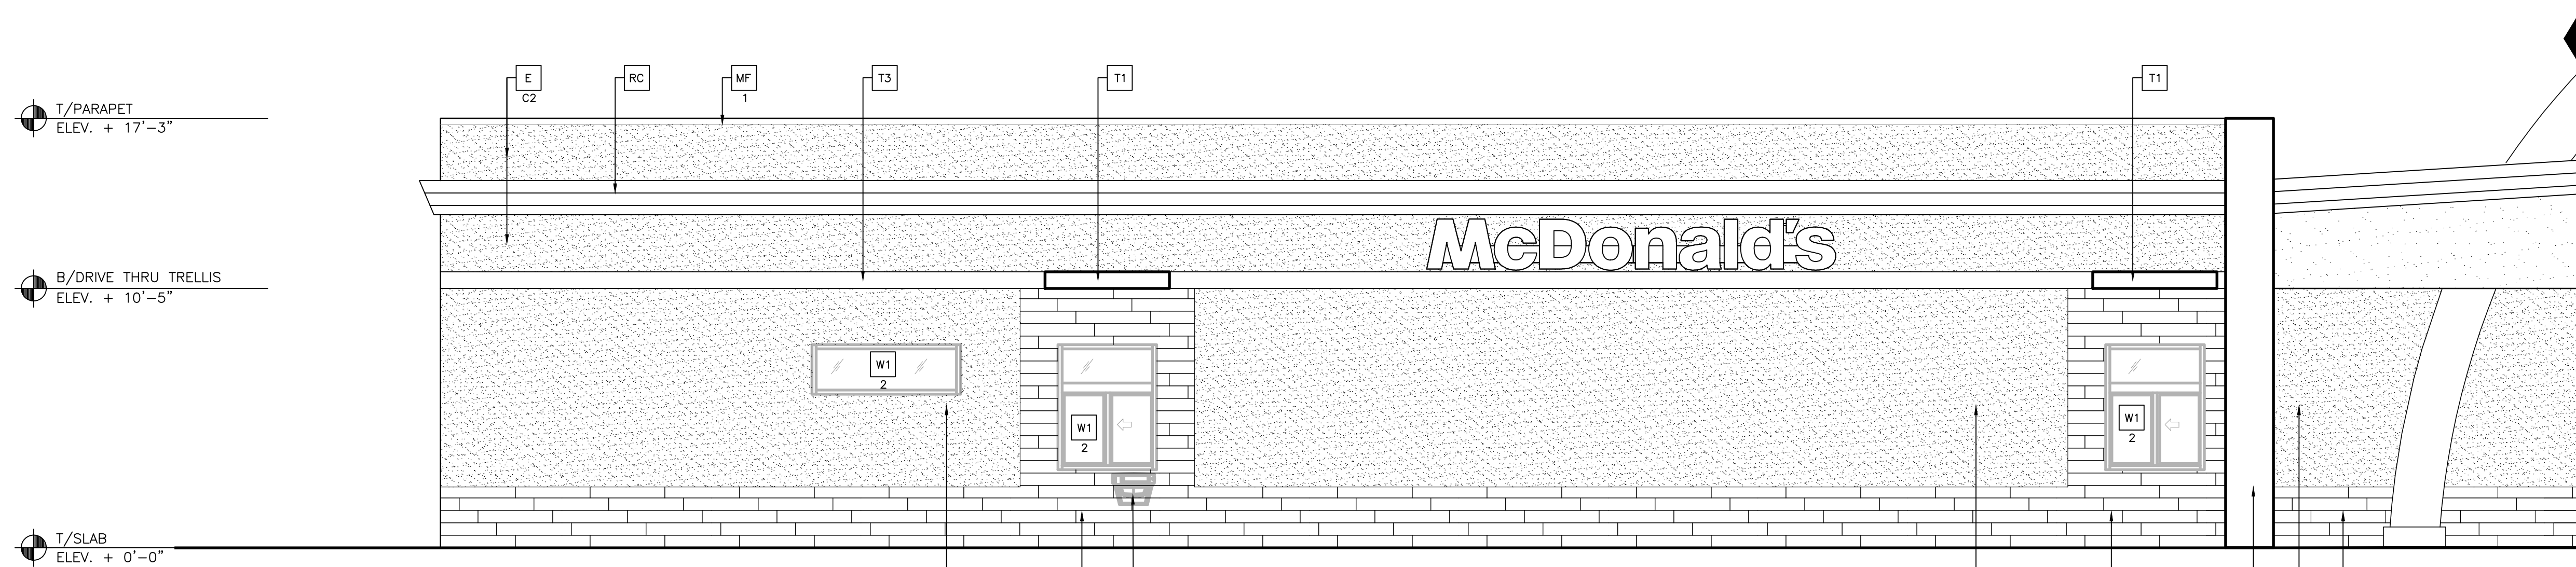 E
C2
RC
MF
1
T3
T1
T1
T/PARAPET
ELEV. + 17'-3"
McDonald's
B/DRIVE THRU TRELLIS
ELEV. + 10'-5"
W1
2
W1
2
W1
2
T/SLAB
ELEV. + 0'-0"